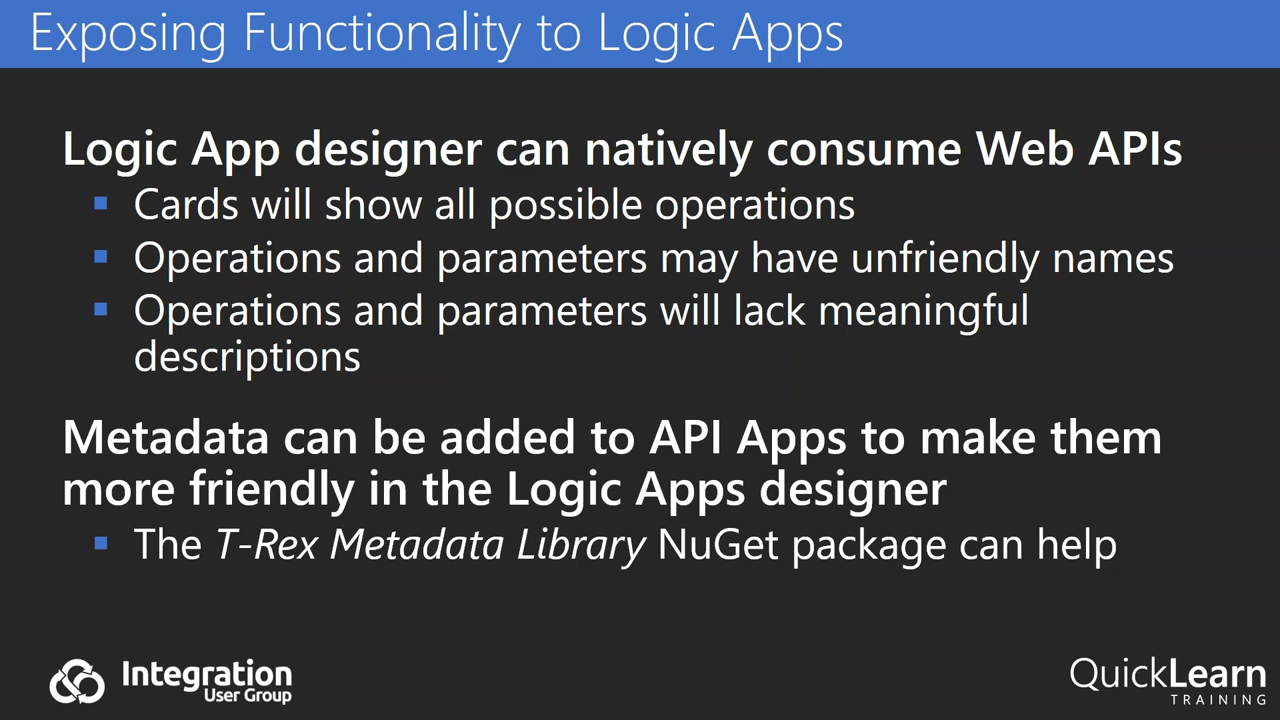 Exposing Functionality to Logic Apps
Logic App designer can natively consume Web APIs
Cards will show all possible operations
Operations and parameters may have unfriendly names
Operations and parameters will lack meaningful
descriptions
Metadata can be added to API Apps to make them
more friendly in the Logic Apps designer
The T-Rex Metadata Library NuGet package can help
Integration
User Group
QuickLearn
TRAINING